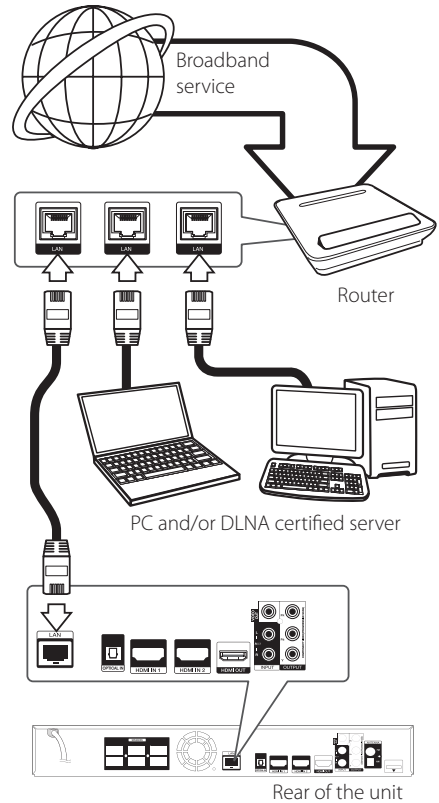 Broadband
service
LAN
LAN
LAN
Router
PC and/or DLNA certified server
LAN
OPTICAL IN
HDMI IN 1
HDMI IN 2
HDMI OUT
INPUT
OUTPUT
Rear of the unit